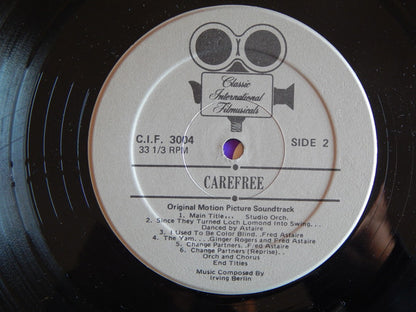 Classic
International
Filmusicals
C.I.F. 3004
33 1/3 RPM
SIDE 2
CAREFREE
Original Motion Picture Soundtrack
1. Main Title... Studio Orch.
2. Since They Turned Loch Lomond Into Swing...
Danced by Astaire
3. I Used To Be Color Blind..Fred Astaire
4. The Yam. . . .Ginger Rogers and Fred Astaire
5. Change Partners. .Fred Astaire
6. Change Partners (Reprise). . .
Orch and Chorus
End Titles
Music Composed By
Irving Berlin